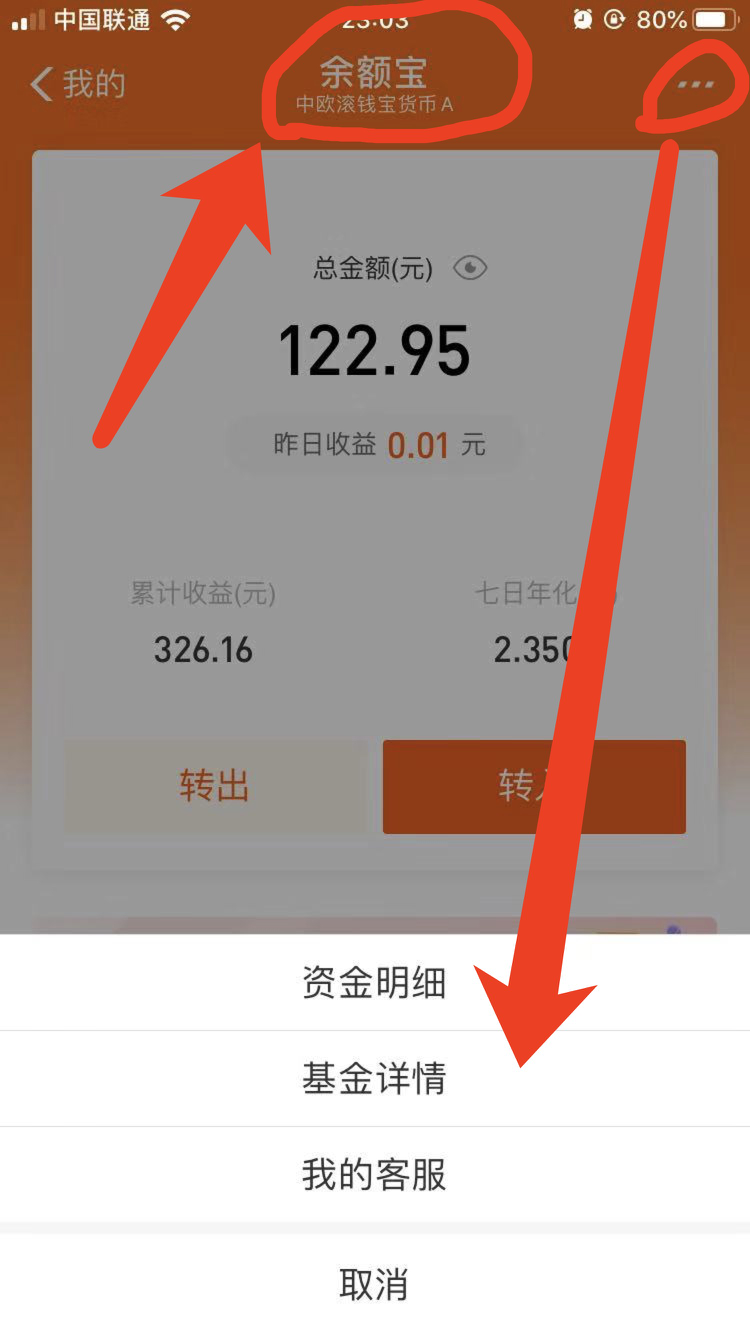 中国联通 23:03 80%
我的
余额宝
中欧滚钱宝货币A
总金额(元)
122.95
昨日收益 0.01 元
累计收益(元) 七日年化
326.16 2.350
转出 转入
资金明细
基金详情
我的客服
取消